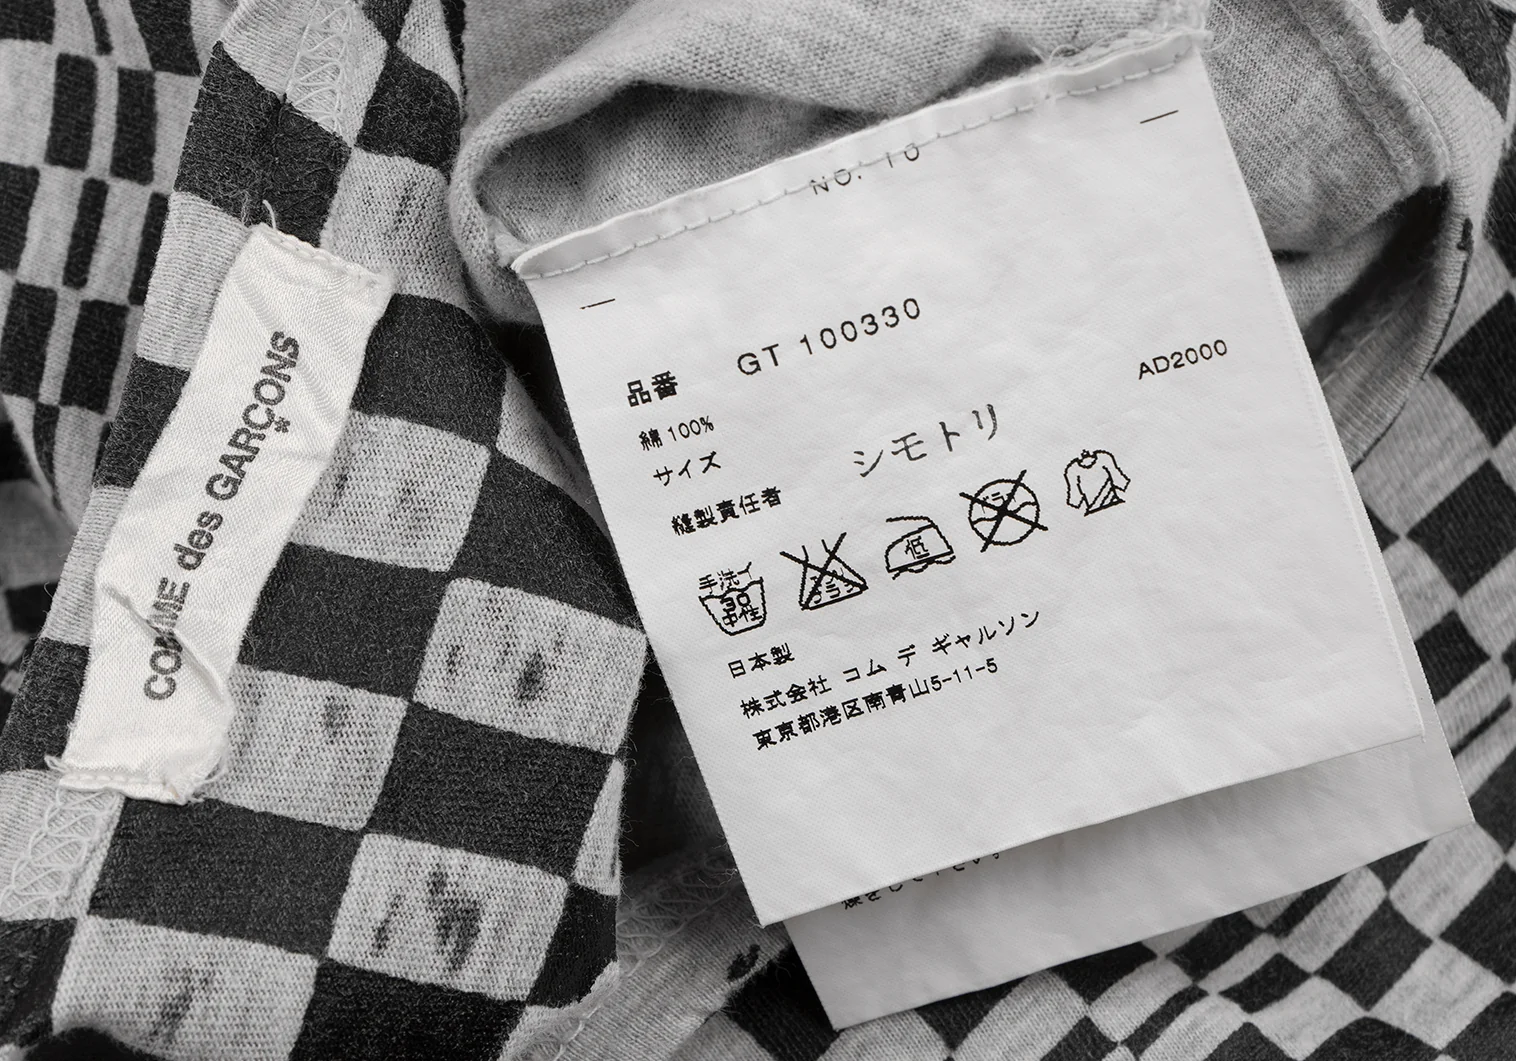 COMME des GARÇONS
NO. 10
品番 GT 100330
AD2000
綿 100%
サイズ
縫製責任者 シモトリ
手洗イ
30
中性
低
日本製
株式会社 コム デ ギャルソン
東京都港区南青山5-11-5